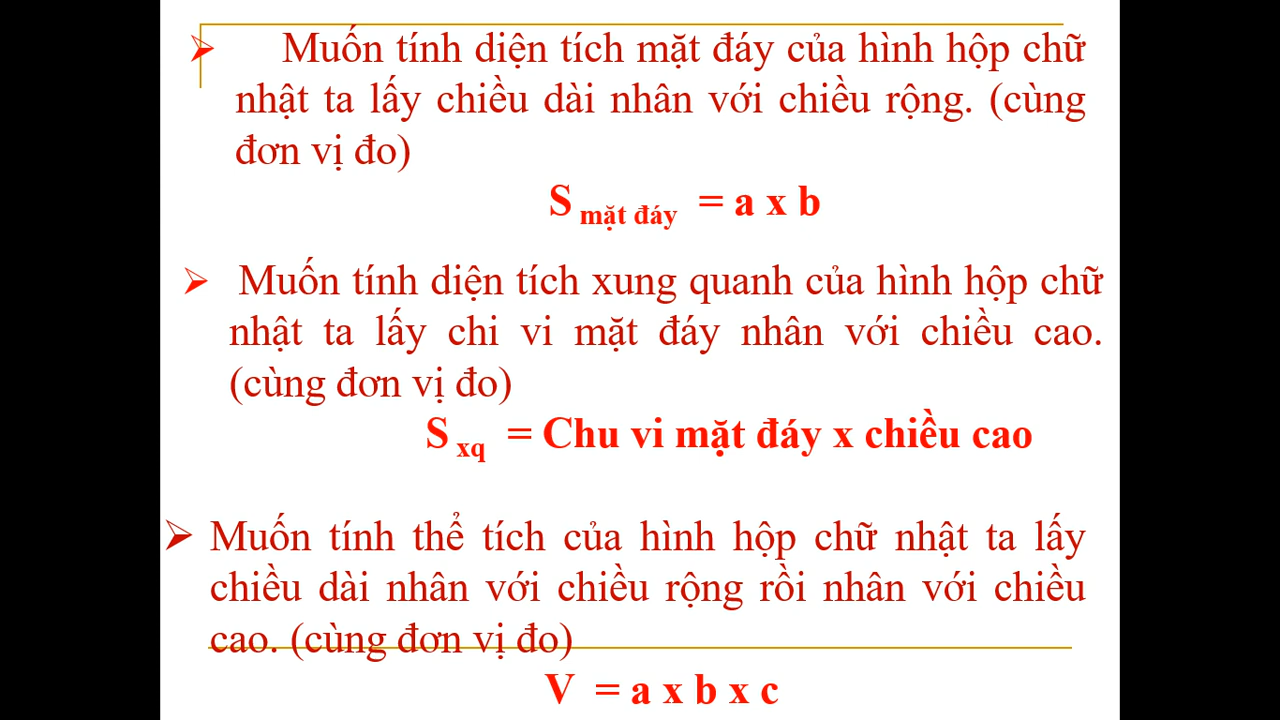 Muốn tính diện tích mặt đáy của hình hộp chữ
nhật ta lấy chiều dài nhân với chiều rộng. (cùng
đơn vị đo)
S mặt đáy = a x b
Muốn tính diện tích xung quanh của hình hộp chữ
nhật ta lấy chi vi mặt đáy nhân với chiều cao.
(cùng đơn vị đo)
S xq = Chu vi mặt đáy x chiều cao
Muốn tính thể tích của hình hộp chữ nhật ta lấy
chiều dài nhân với chiều rộng rồi nhân với chiều
cao. (cùng đơn vị đo)
V = a x b x c